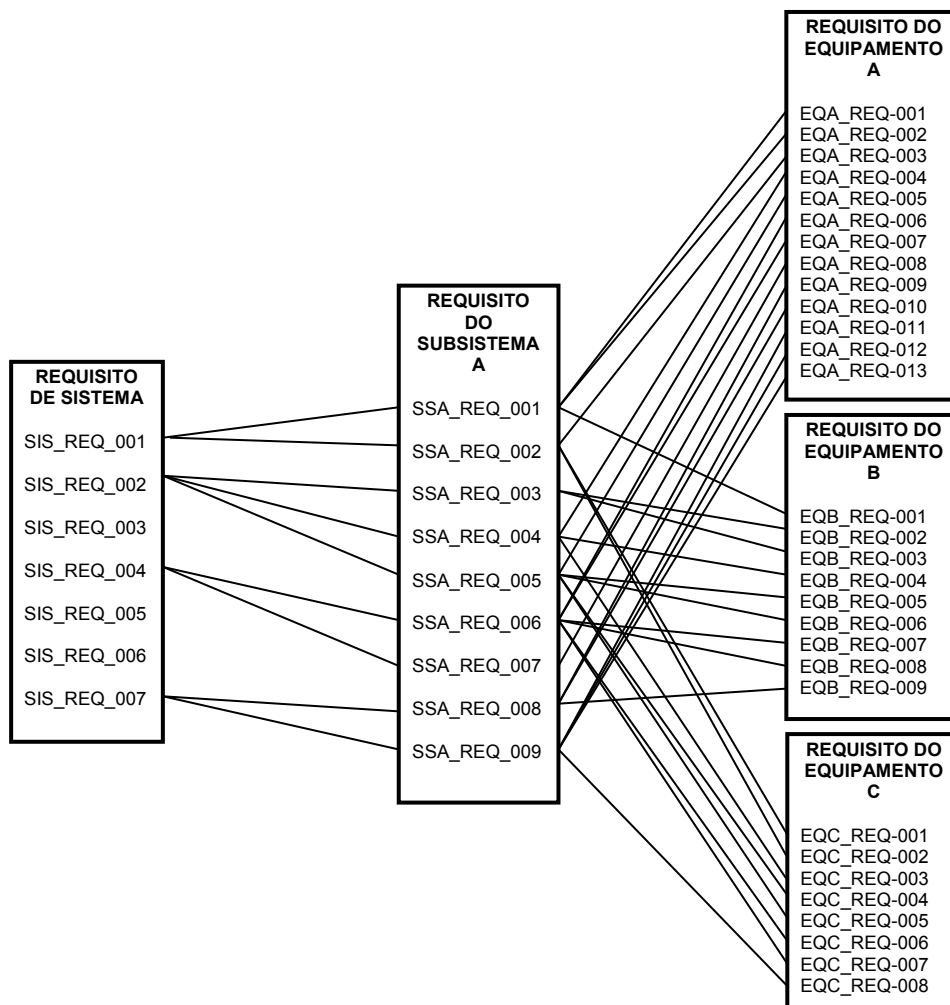 REQUISITO
DE SISTEMA
SIS_REQ_001
SIS_REQ_002
SIS_REQ_003
SIS_REQ_004
SIS_REQ_005
SIS_REQ_006
SIS_REQ_007
REQUISITO
DO
SUBSISTEMA
A
SSA_REQ_001
SSA_REQ_002
SSA_REQ_003
SSA_REQ_004
SSA_REQ_005
SSA_REQ_006
SSA_REQ_007
SSA_REQ_008
SSA_REQ_009
REQUISITO DO
EQUIPAMENTO
A
EQA_REQ-001
EQA_REQ-002
EQA_REQ-003
EQA_REQ-004
EQA_REQ-005
EQA_REQ-006
EQA_REQ-007
EQA_REQ-008
EQA_REQ-009
EQA_REQ-010
EQA_REQ-011
EQA_REQ-012
EQA_REQ-013
REQUISITO DO
EQUIPAMENTO
B
EQB_REQ-001
EQB_REQ-002
EQB_REQ-003
EQB_REQ-004
EQB_REQ-005
EQB_REQ-006
EQB_REQ-007
EQB_REQ-008
EQB_REQ-009
REQUISITO DO
EQUIPAMENTO
C
EQC_REQ-001
EQC_REQ-002
EQC_REQ-003
EQC_REQ-004
EQC_REQ-005
EQC_REQ-006
EQC_REQ-007
EQC_REQ-008